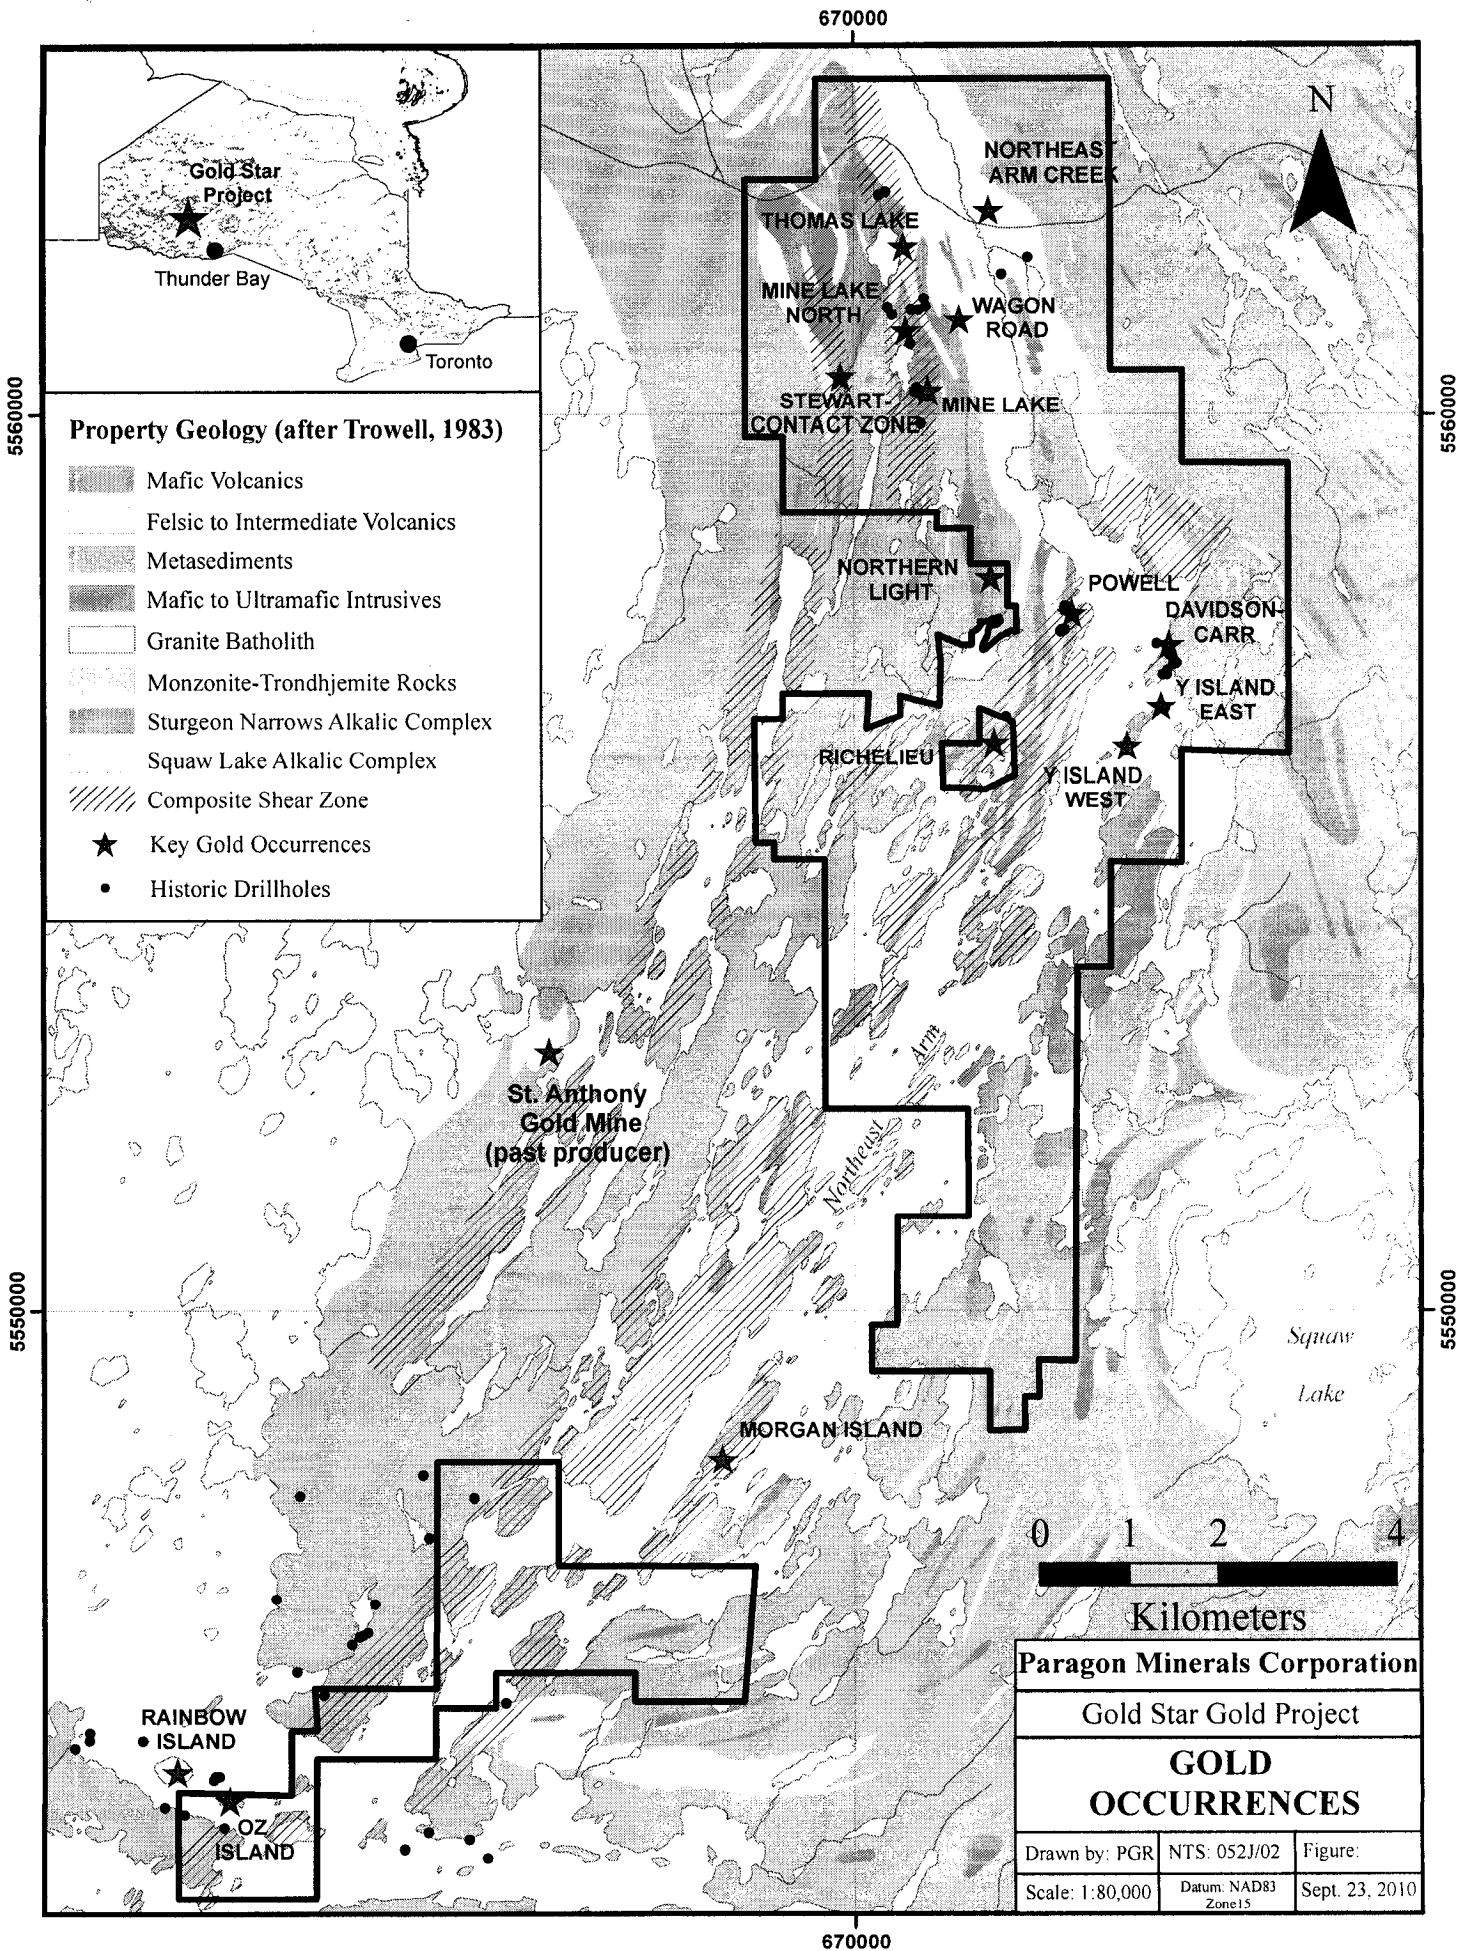 670000
N
Gold Star
Project
Thunder Bay
Toronto
NORTHEAST
ARM CREEK
THOMAS LAKE
MINE LAKE
NORTH
WAGON
ROAD
STEWART-
CONTACT ZONE
MINE LAKE
5560000
5560000
Property Geology (after Trowell, 1983)
Mafic Volcanics
Felsic to Intermediate Volcanics
Metasediments
Mafic to Ultramafic Intrusives
Granite Batholith
Monzonite-Trondhjemite Rocks
Sturgeon Narrows Alkalic Complex
Squaw Lake Alkalic Complex
Composite Shear Zone
Key Gold Occurrences
Historic Drillholes
NORTHERN
LIGHT
POWELL
DAVIDSON-
CARR
Y ISLAND
EAST
RICHELIEU
Y ISLAND
WEST
St. Anthony
Gold Mine
(past producer)
Northeast Arm
5550000
5550000
Squaw
Lake
MORGAN ISLAND
0 1 2 4
Kilometers
RAINBOW
ISLAND
OZ
ISLAND
Paragon Minerals Corporation
Gold Star Gold Project
GOLD
OCCURRENCES
Drawn by: PGR NTS: 052J/02 Figure:
Scale: 1:80,000 Datum: NAD83 Zone15 Sept. 23, 2010
670000